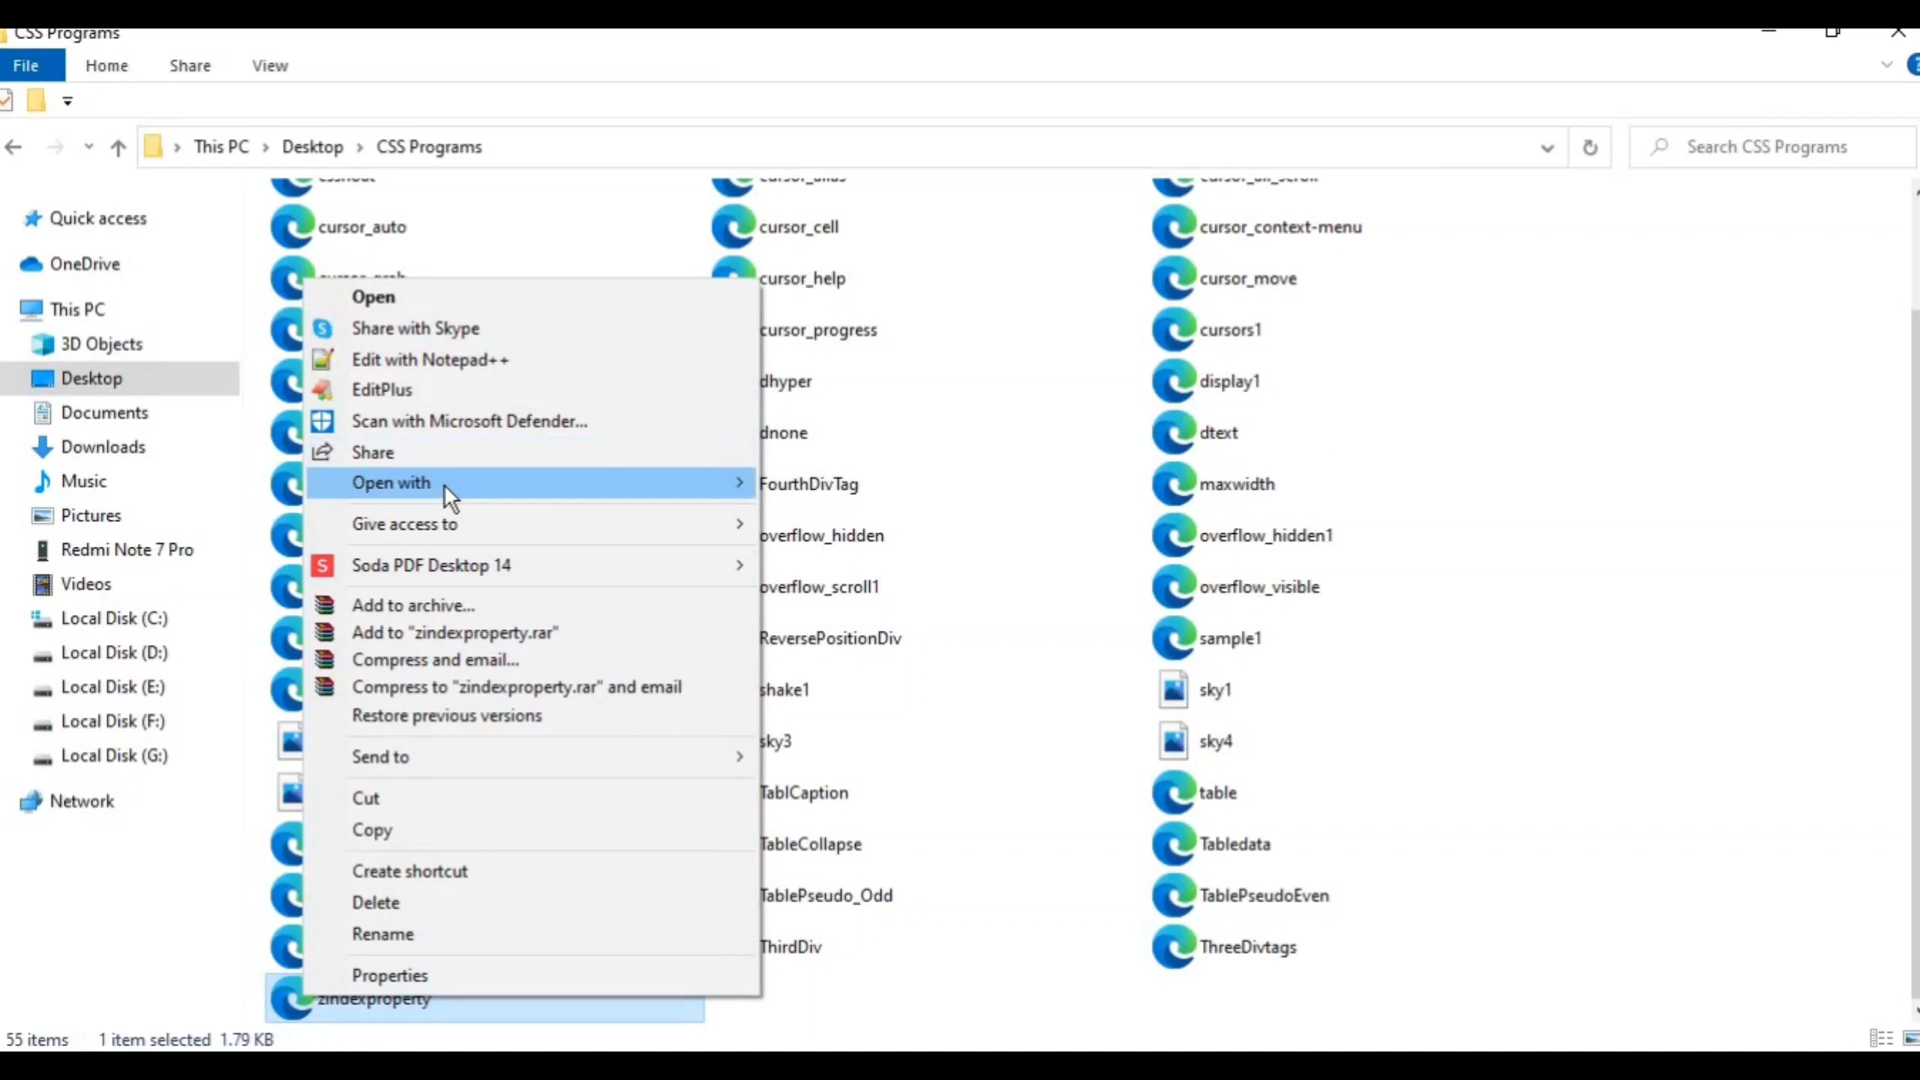 CSS Programs
File Home Share View
This PC > Desktop > CSS Programs
Search CSS Programs
Quick access
OneDrive
This PC
3D Objects
Desktop
Documents
Downloads
Music
Pictures
Redmi Note 7 Pro
Videos
Local Disk (C:)
Local Disk (D:)
Local Disk (E:)
Local Disk (F:)
Local Disk (G:)
Network
cursor_auto cursor_cell cursor_context-menu
cursor_help cursor_move
cursor_progress cursors1
dhyper display1
dnone dtext
FourthDivTag maxwidth
overflow_hidden overflow_hidden1
overflow_scroll1 overflow_visible
ReversePositionDiv sample1
shake1 sky1
sky3 sky4
TablCaption table
TableCollapse Tabledata
TablePseudo_Odd TablePseudoEven
ThirdDiv ThreeDivtags
zindexproperty
Open
Share with Skype
Edit with Notepad++
EditPlus
Scan with Microsoft Defender...
Share
Open with
Give access to
S Soda PDF Desktop 14
Add to archive...
Add to "zindexproperty.rar"
Compress and email...
Compress to "zindexproperty.rar" and email
Restore previous versions
Send to
Cut
Copy
Create shortcut
Delete
Rename
Properties
55 items 1 item selected 1.79 KB